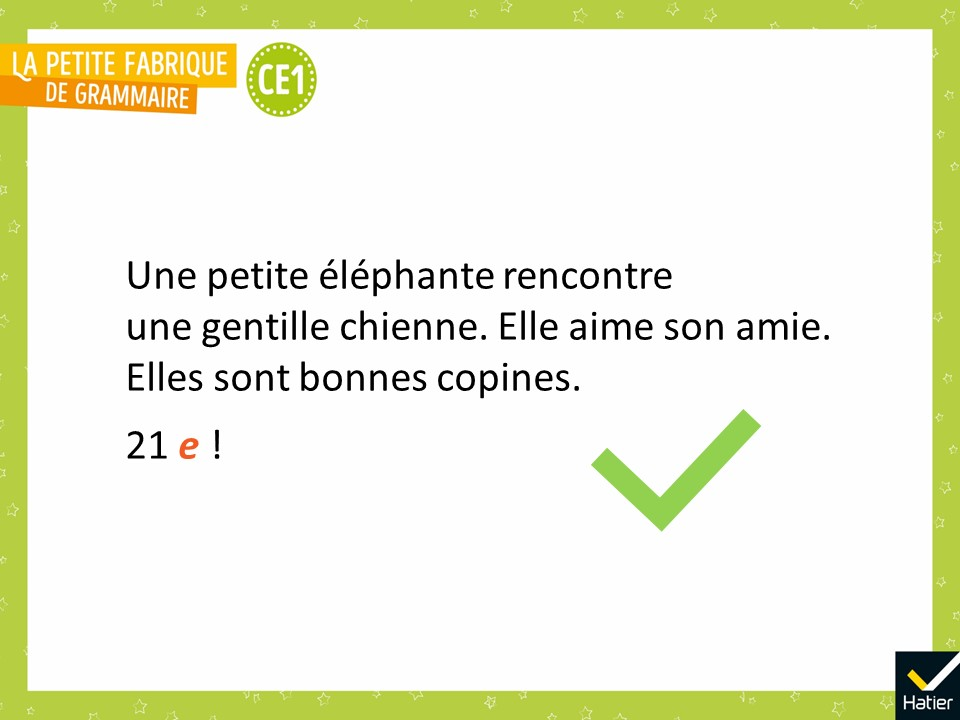 LA PETITE FABRIQUE
DE GRAMMAIRE
CE1
Une petite éléphante rencontre
une gentille chienne. Elle aime son amie.
Elles sont bonnes copines.
21 e !
Hatier